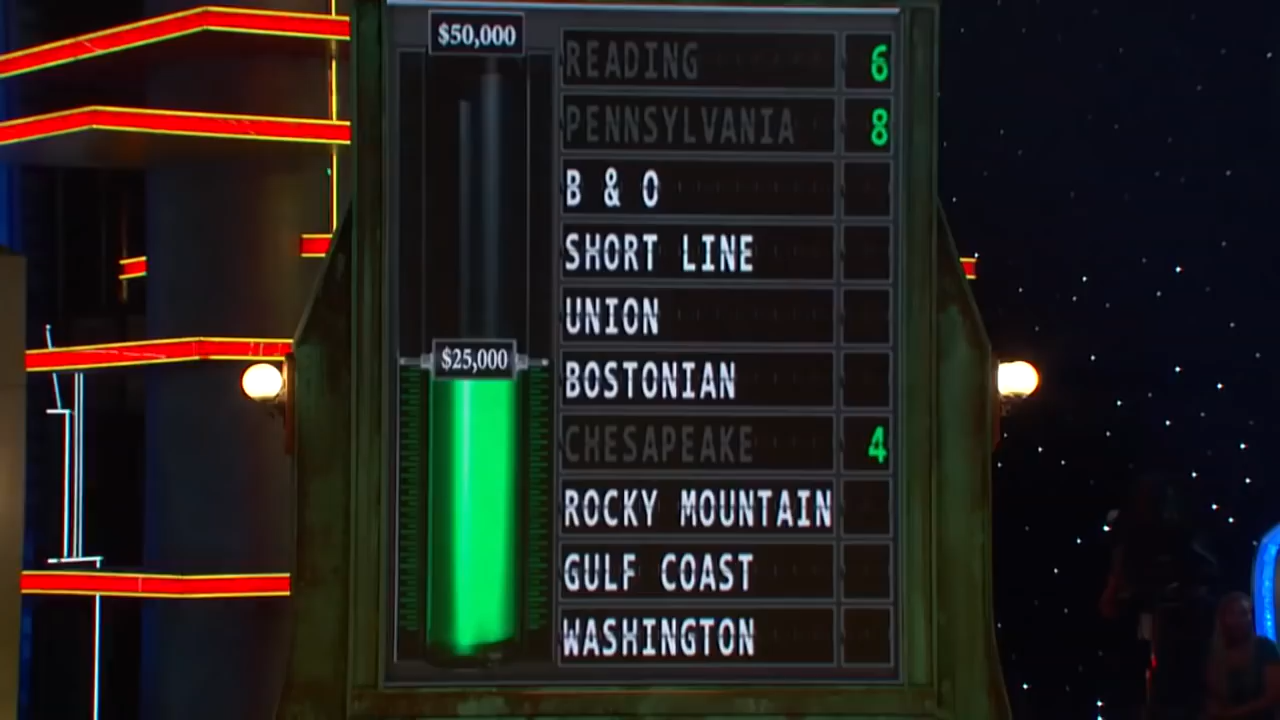 $50,000
$25,000
READING 6
PENNSYLVANIA 8
B & O
SHORT LINE
UNION
BOSTONIAN
CHESAPEAKE 4
ROCKY MOUNTAIN
GULF COAST
WASHINGTON